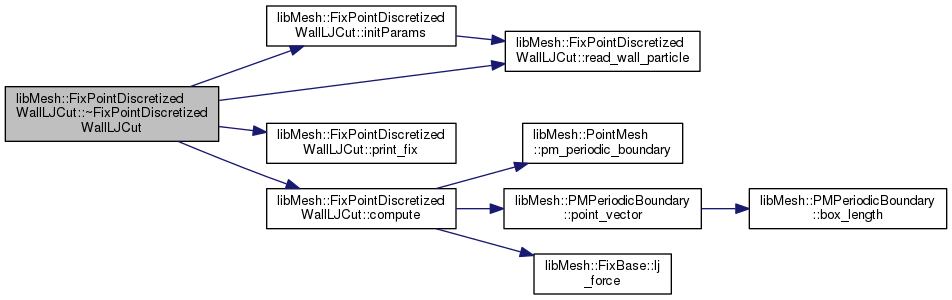 libMesh::FixPointDiscretized
WallLJCut::~FixPointDiscretized
WallLJCut
libMesh::FixPointDiscretized
WallLJCut::initParams
libMesh::FixPointDiscretized
WallLJCut::read_wall_particle
libMesh::FixPointDiscretized
WallLJCut::print_fix
libMesh::FixPointDiscretized
WallLJCut::compute
libMesh::PointMesh
::pm_periodic_boundary
libMesh::PMPeriodicBoundary
::point_vector
libMesh::PMPeriodicBoundary
::box_length
libMesh::FixBase::lj
_force